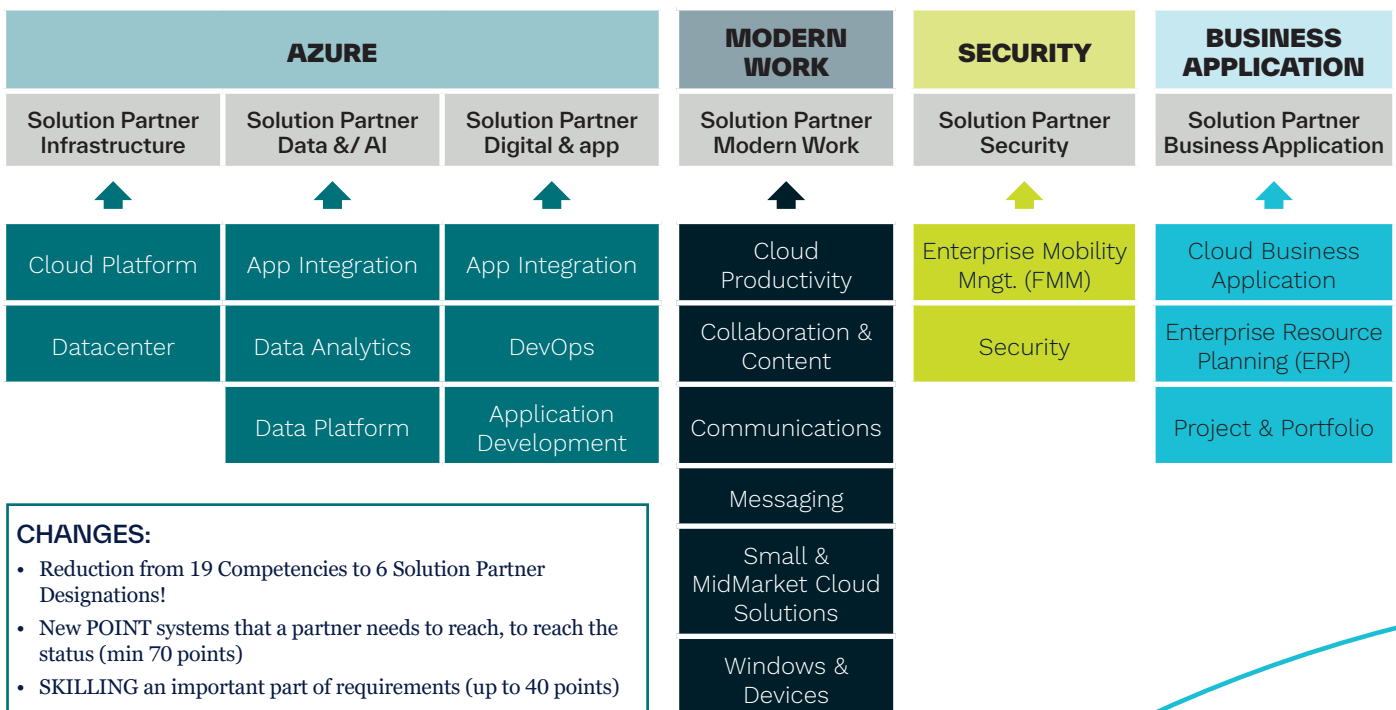 AZURE
MODERN
WORK
SECURITY
BUSINESS
APPLICATION
Solution Partner
Infrastructure
Solution Partner
Data &/ AI
Solution Partner
Digital & app
Solution Partner
Modern Work
Solution Partner
Security
Solution Partner
Business Application
Cloud Platform
Datacenter
App Integration
Data Analytics
Data Platform
App Integration
DevOps
Application
Development
Cloud
Productivity
Collaboration &
Content
Communications
Messaging
Small &
MidMarket Cloud
Solutions
Windows &
Devices
Enterprise Mobility
Mngt. (FMM)
Security
Cloud Business
Application
Enterprise Resource
Planning (ERP)
Project & Portfolio
CHANGES:
• Reduction from 19 Competencies to 6 Solution Partner
Designations!
• New POINT systems that a partner needs to reach, to reach the
status (min 70 points)
• SKILLING an important part of requirements (up to 40 points)